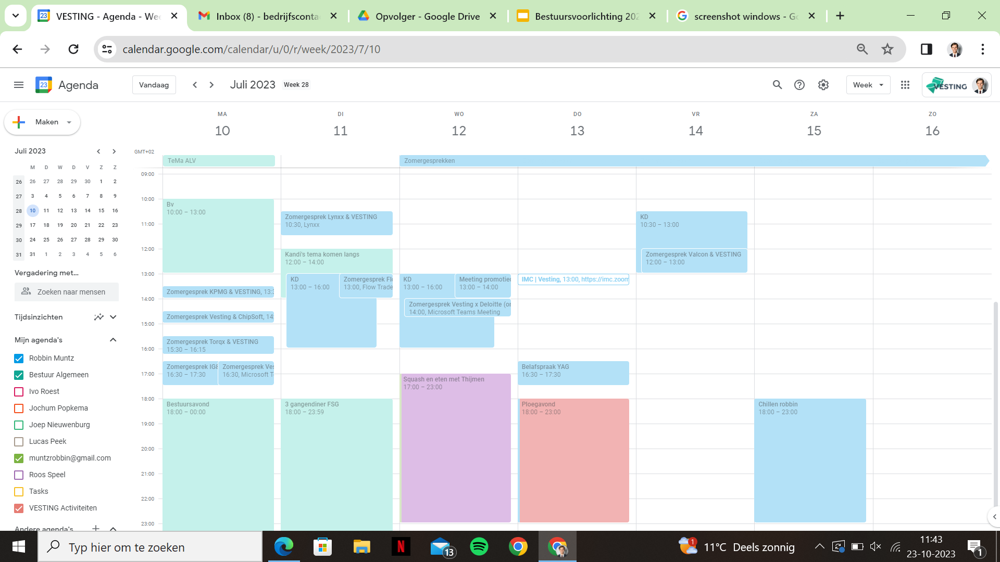 VESTING - Agenda - Wee
Inbox (8) - bedrijfsconta
Opvolger - Google Drive
Bestuursvoorlichting 202
screenshot windows - Go
calendar.google.com/calendar/u/0/r/week/2023/7/10
23
Agenda
Vandaag
Juli 2023
Week 28
Week
VESTING
Maken
MA
DI
WO
DO
VR
ZA
ZO
10
11
12
13
14
15
16
GMT+02
TeMa ALV
Zomergesprekken
Juli 2023
M D W D V Z Z
26 26 27 28 29 30 1 2
27 3 4 5 6 7 8 9
28 10 11 12 13 14 15 16
29 17 18 19 20 21 22 23
30 24 25 26 27 28 29 30
31 31 1 2 3 4 5 6
Vergadering met...
Zoeken naar mensen
Tijdsinzichten
Mijn agenda's
Robbin Muntz
Bestuur Algemeen
Ivo Roest
Jochum Popkema
Joep Nieuwenburg
Lucas Peek
muntzrobbin@gmail.com
Roos Speel
Tasks
VESTING Activiteiten
Andere agenda's
09:00
10:00
11:00
12:00
13:00
14:00
15:00
16:00
17:00
18:00
19:00
20:00
21:00
22:00
23:00
Bv
10:00 – 13:00
Zomergesprek KPMG & VESTING, 13:3
Zomergesprek Vesting & ChipSoft, 14:
Zomergesprek Torqx & VESTING
15:30 – 16:15
Zomergesprek IG&
16:30 – 17:30
Zomergesprek Ves
16:30, Microsoft T
Bestuursavond
18:00 – 00:00
Zomergesprek Lynxx & VESTING
10:30, Lynxx
Kandi's tema komen langs
12:00 – 14:00
KD
13:00 – 16:00
Zomergesprek Flo
13:00, Flow Trade
3 gangendiner FSG
18:00 – 23:59
KD
13:00 – 16:00
Meeting promotie
13:00 – 14:00
Zomergesprek Vesting x Deloitte (on
14:00, Microsoft Teams Meeting
Squash en eten met Thijmen
17:00 – 23:00
IMC | Vesting, 13:00, https://imc.zoom
Belafspraak YAG
16:30 – 17:30
Ploegavond
18:00 – 23:00
KD
10:30 – 13:00
Zomergesprek Valcon & VESTING
12:00 – 13:00
Chillen robbin
18:00 – 23:00
Typ hier om te zoeken
13
1
11°C Deels zonnig
11:43
23-10-2023
1